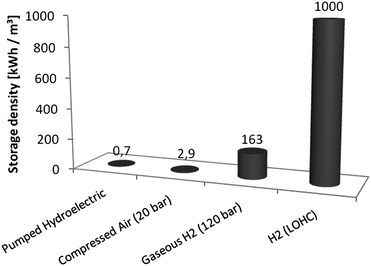 Storage density [kWh / m³]
1000
800
600
400
200
0
0,7
2,9
163
1000
Pumped Hydroelectric
Compressed Air (20 bar)
Gaseous H2 (120 bar)
H2 (LOHC)